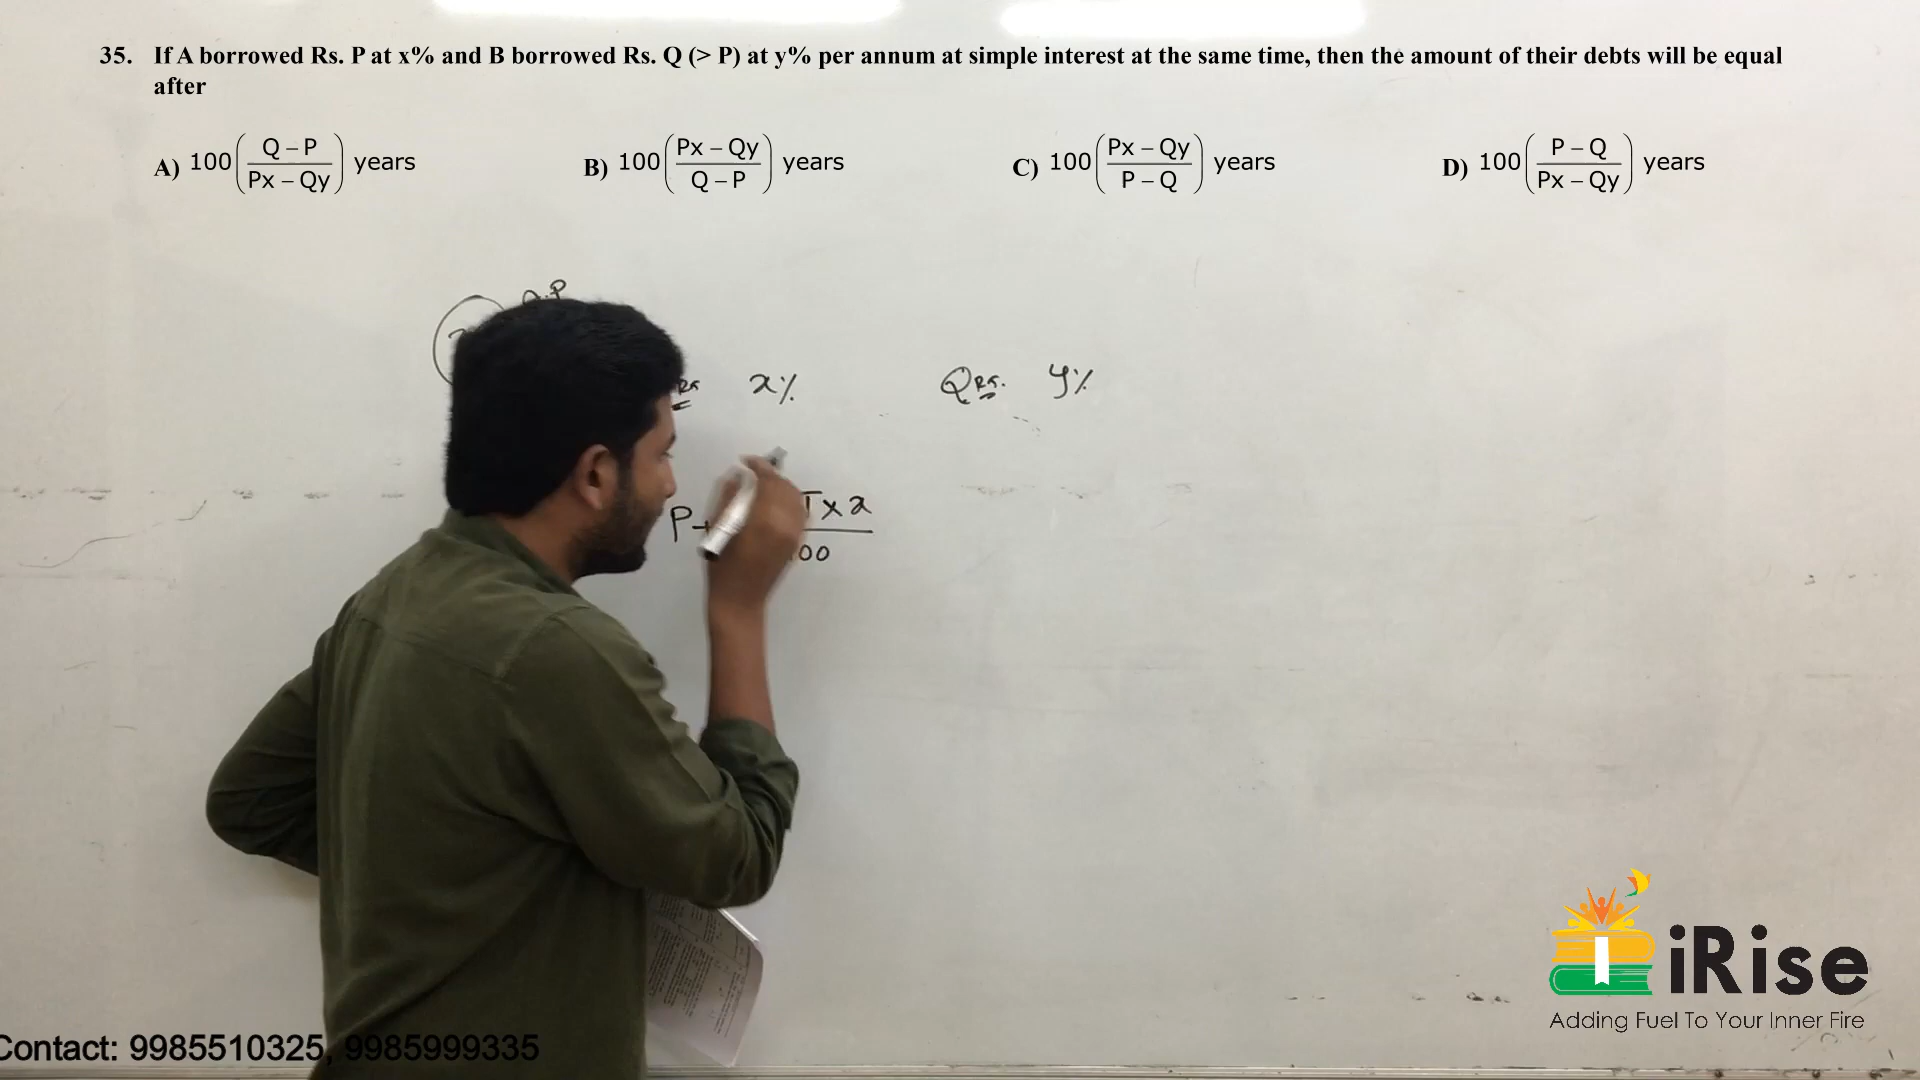 35. If A borrowed Rs. P at x% and B borrowed Rs. Q (> P) at y% per annum at simple interest at the same time, then the amount of their debts will be equal
after
A) 100 ( (Q – P) / (Px – Qy) ) years B) 100 ( (Px – Qy) / (Q – P) ) years C) 100 ( (Px – Qy) / (P – Q) ) years D) 100 ( (P – Q) / (Px – Qy) ) years
Rs x% QRs. y%
P+ T x x
00
iRise
Adding Fuel To Your Inner Fire
Contact: 9985510325, 9985999335